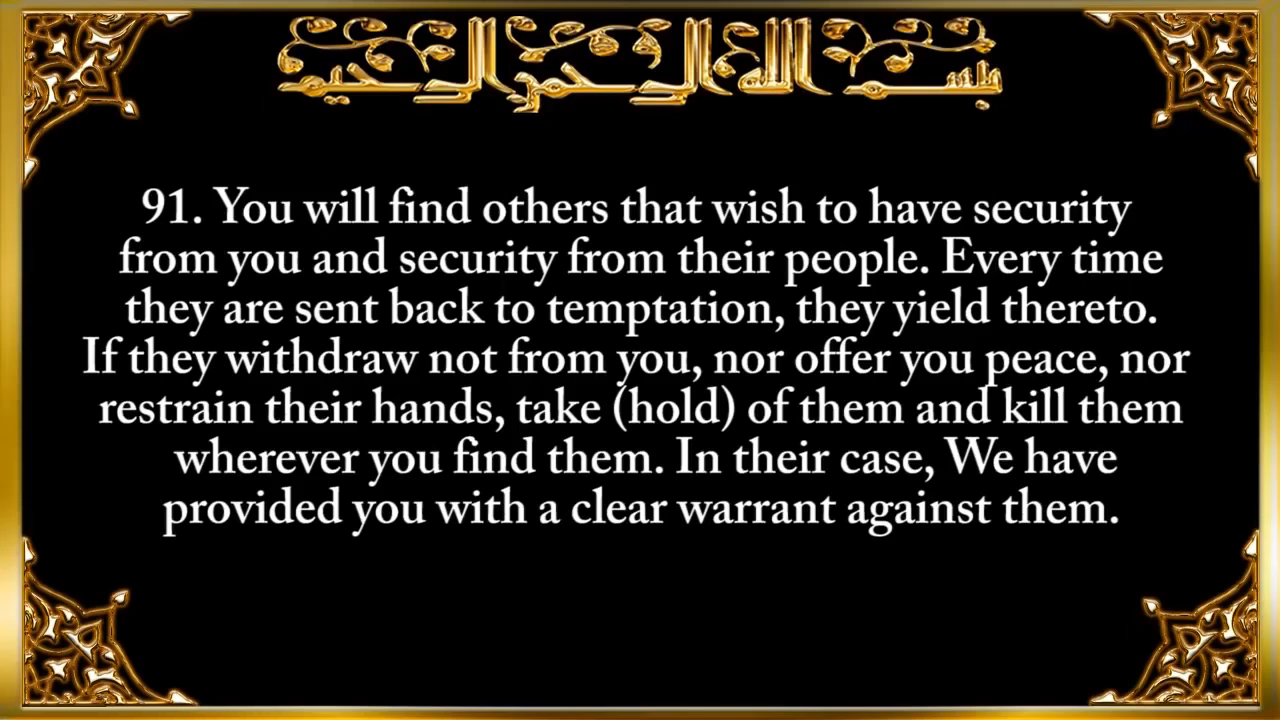 بسم الله الرحمن الرحيم
91. You will find others that wish to have security
from you and security from their people. Every time
they are sent back to temptation, they yield thereto.
If they withdraw not from you, nor offer you peace, nor
restrain their hands, take (hold) of them and kill them
wherever you find them. In their case, We have
provided you with a clear warrant against them.